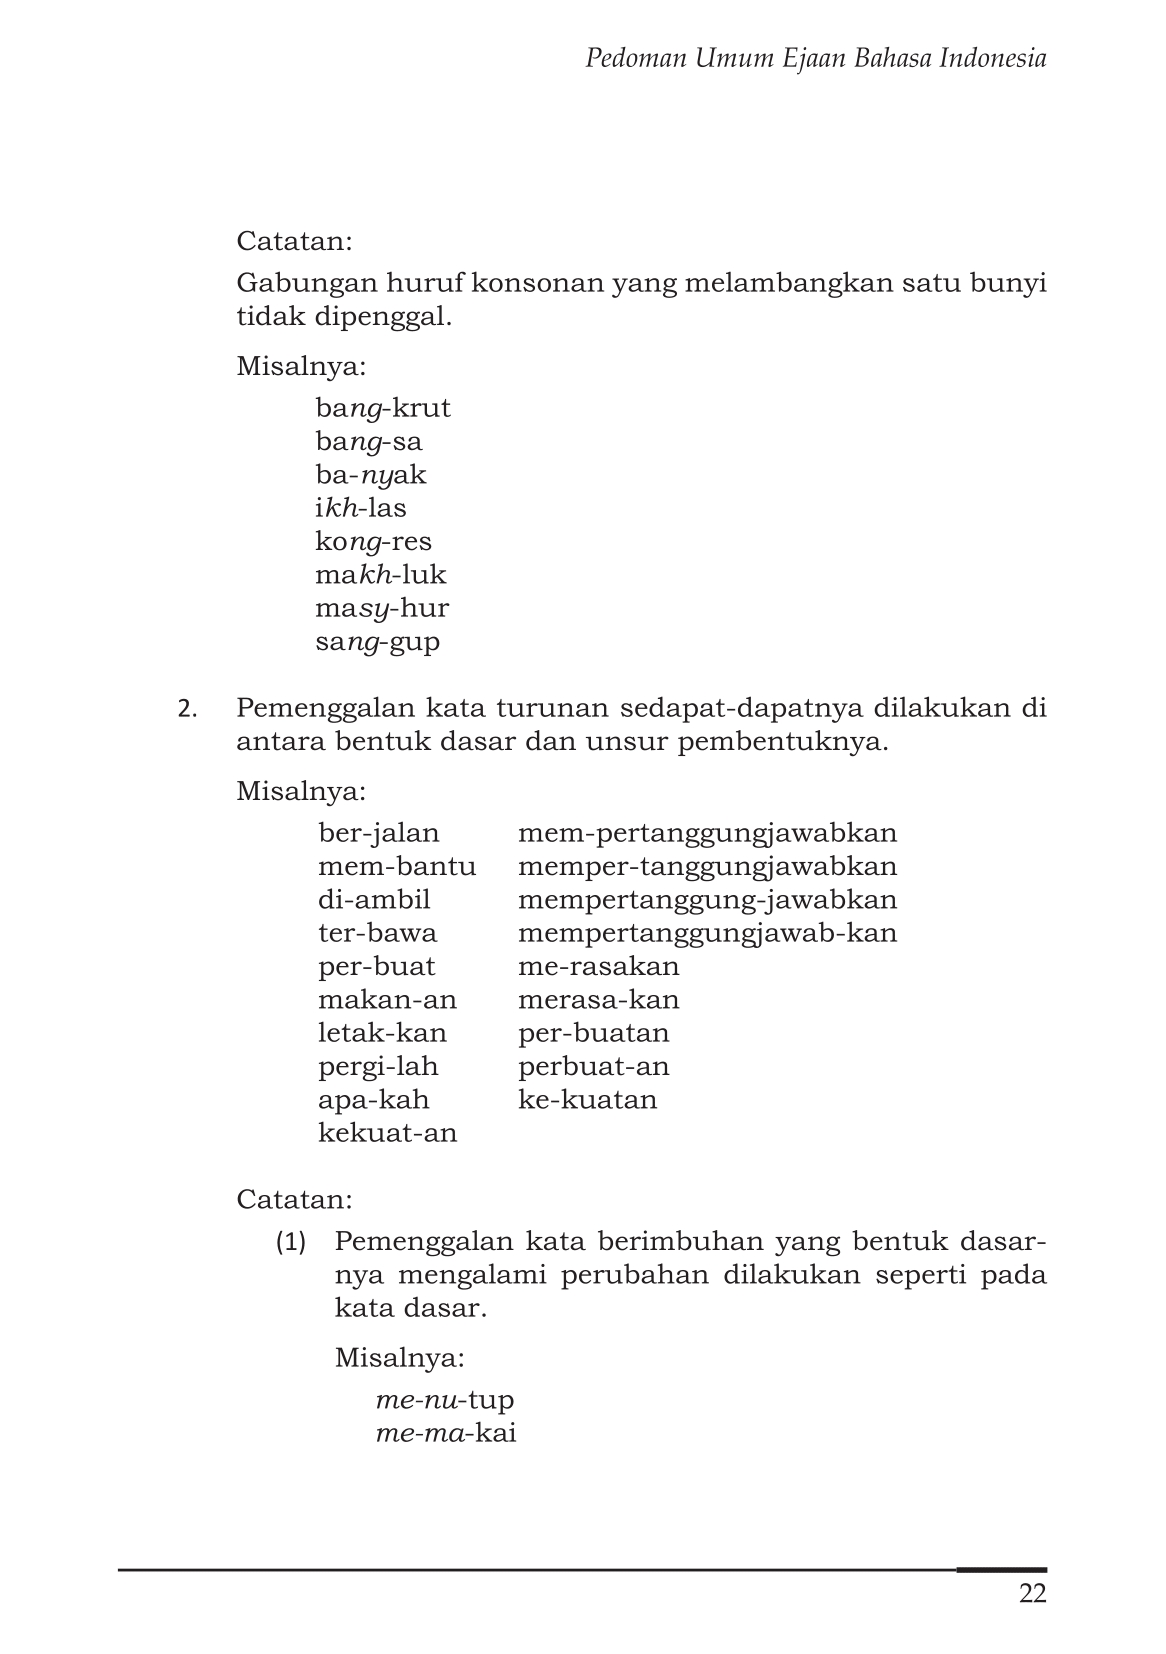 Pedoman Umum Ejaan Bahasa Indonesia
Catatan:
Gabungan huruf konsonan yang melambangkan satu bunyi
tidak dipenggal.
Misalnya:
bang-krut
bang-sa
ba-nyak
ikh-las
kong-res
makh-luk
masy-hur
sang-gup
2. Pemenggalan kata turunan sedapat-dapatnya dilakukan di
antara bentuk dasar dan unsur pembentuknya.
Misalnya:
ber-jalan mem-pertanggungjawabkan
mem-bantu memper-tanggungjawabkan
di-ambil mempertanggung-jawabkan
ter-bawa mempertanggungjawab-kan
per-buat me-rasakan
makan-an merasa-kan
letak-kan per-buatan
pergi-lah perbuat-an
apa-kah ke-kuatan
kekuat-an
Catatan:
(1) Pemenggalan kata berimbuhan yang bentuk dasar-
nya mengalami perubahan dilakukan seperti pada
kata dasar.
Misalnya:
me-nu-tup
me-ma-kai
22